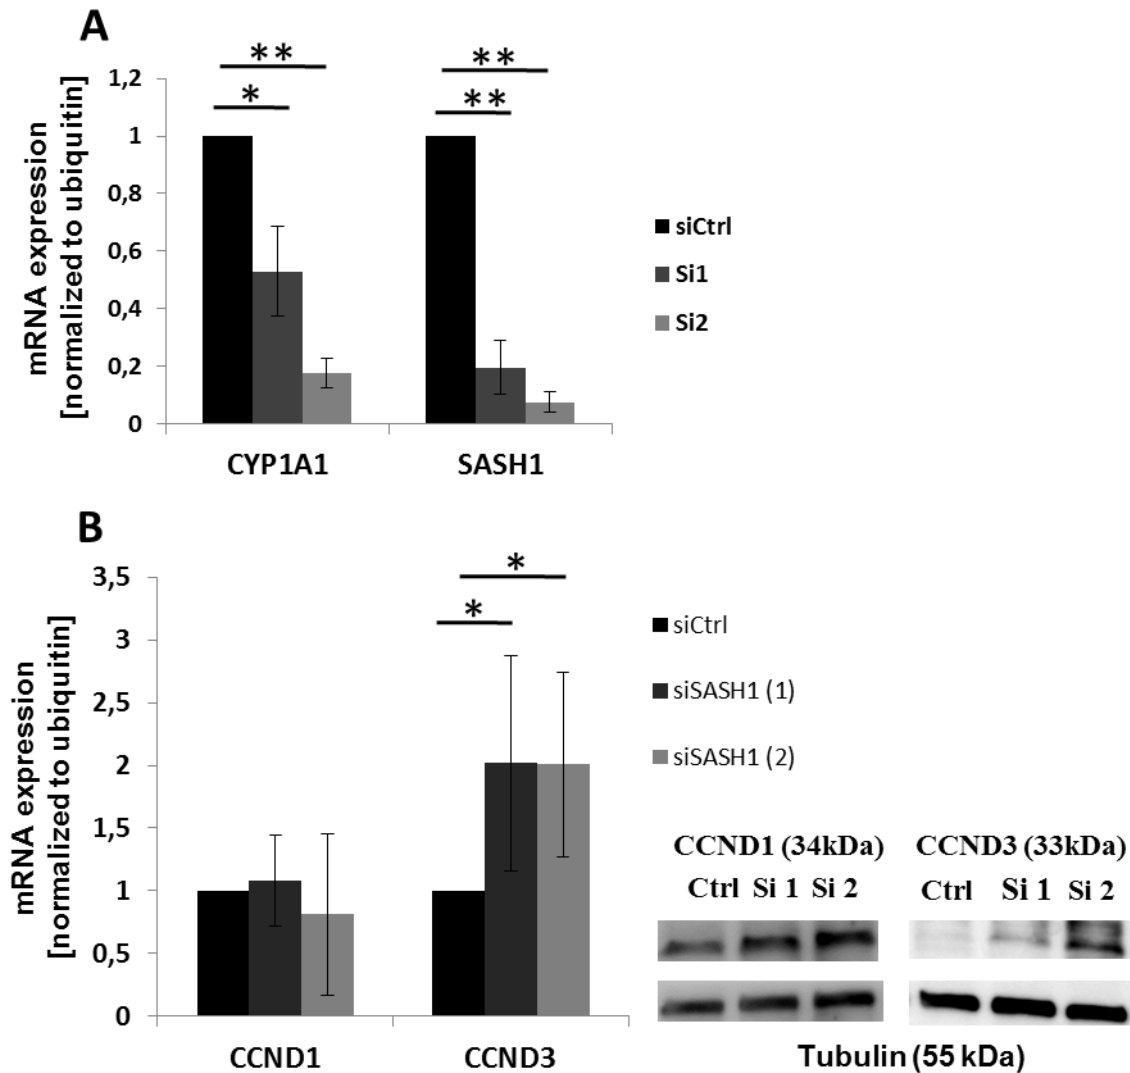 A
mRNA expression
[normalized to ubiquitin]
1,2
1
0,8
0,6
0,4
0,2
0
**
*
**
**
CYP1A1
SASH1
siCtrl
Si1
Si2
B
mRNA expression
[normalized to ubiquitin]
3,5
3
2,5
2
1,5
1
0,5
0
*
*
CCND1
CCND3
siCtrl
siSASH1 (1)
siSASH1 (2)
CCND1 (34kDa)
Ctrl Si 1 Si 2
CCND3 (33kDa)
Ctrl Si 1 Si 2
Tubulin (55 kDa)